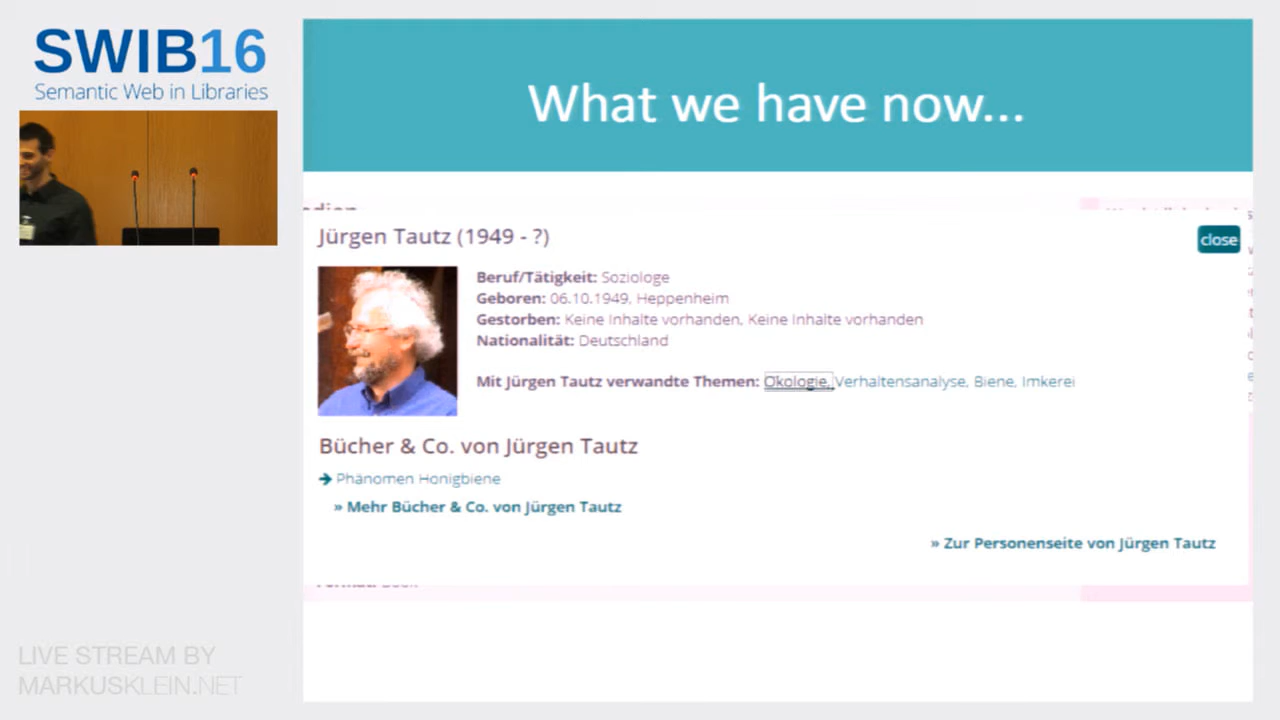 SWIB16
Semantic Web in Libraries
What we have now...
Jürgen Tautz (1949 - ?)
close
Beruf/Tätigkeit: Soziologe
Geboren: 06.10.1949, Heppenheim
Gestorben: Keine Inhalte vorhanden, Keine Inhalte vorhanden
Nationalität: Deutschland
Mit Jürgen Tautz verwandte Themen: Ökologie, Verhaltensanalyse, Biene, Imkerei
Bücher & Co. von Jürgen Tautz
➔ Phänomen Honigbiene
» Mehr Bücher & Co. von Jürgen Tautz
» Zur Personenseite von Jürgen Tautz
LIVE STREAM BY
MARKUSKLEIN.NET